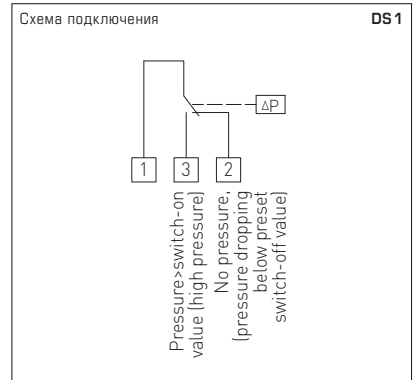 Схема подключения
DS1
ΔP
1
3
2
Pressure>switch-on
value (high pressure)
No pressure,
(pressure dropping
below preset
switch-off value)